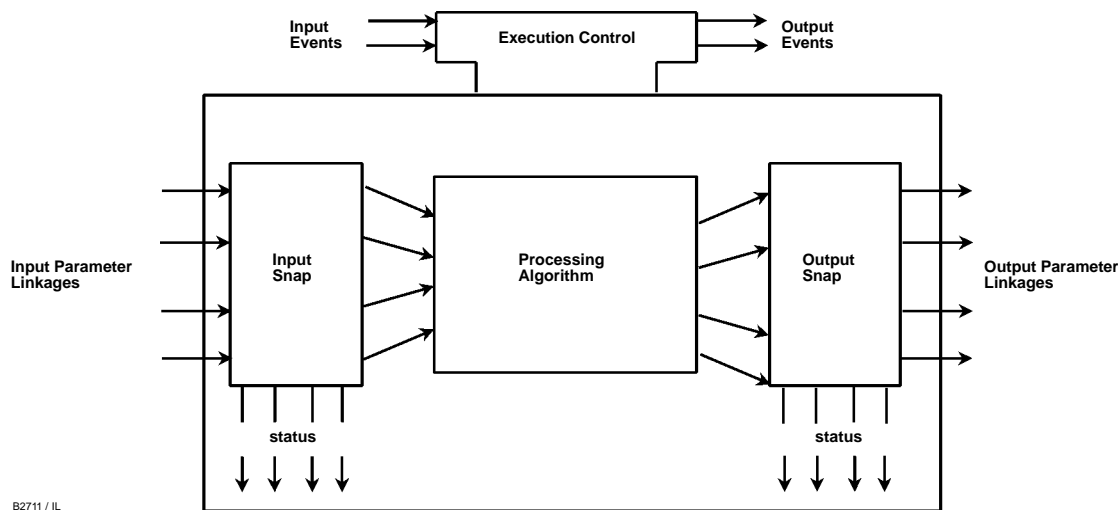 Input
Events
Execution Control
Output
Events
Input Parameter
Linkages
Input
Snap
Processing
Algorithm
Output
Snap
Output Parameter
Linkages
status
status
B2711 / IL